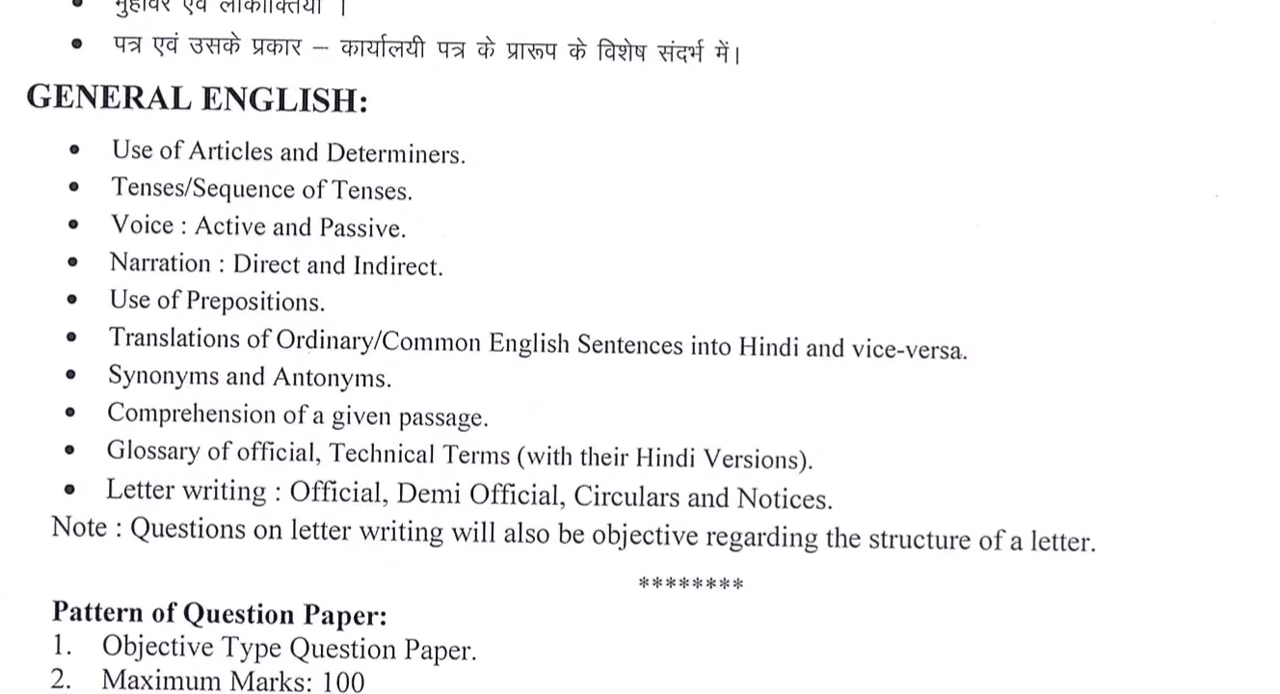 • मुहावरे एवं लोकोक्तियाँ ।
• पत्र एवं उसके प्रकार – कार्यालयी पत्र के प्रारूप के विशेष संदर्भ में।
GENERAL ENGLISH:
• Use of Articles and Determiners.
• Tenses/Sequence of Tenses.
• Voice : Active and Passive.
• Narration : Direct and Indirect.
• Use of Prepositions.
• Translations of Ordinary/Common English Sentences into Hindi and vice-versa.
• Synonyms and Antonyms.
• Comprehension of a given passage.
• Glossary of official, Technical Terms (with their Hindi Versions).
• Letter writing : Official, Demi Official, Circulars and Notices.
Note : Questions on letter writing will also be objective regarding the structure of a letter.
********
Pattern of Question Paper:
1. Objective Type Question Paper.
2. Maximum Marks: 100